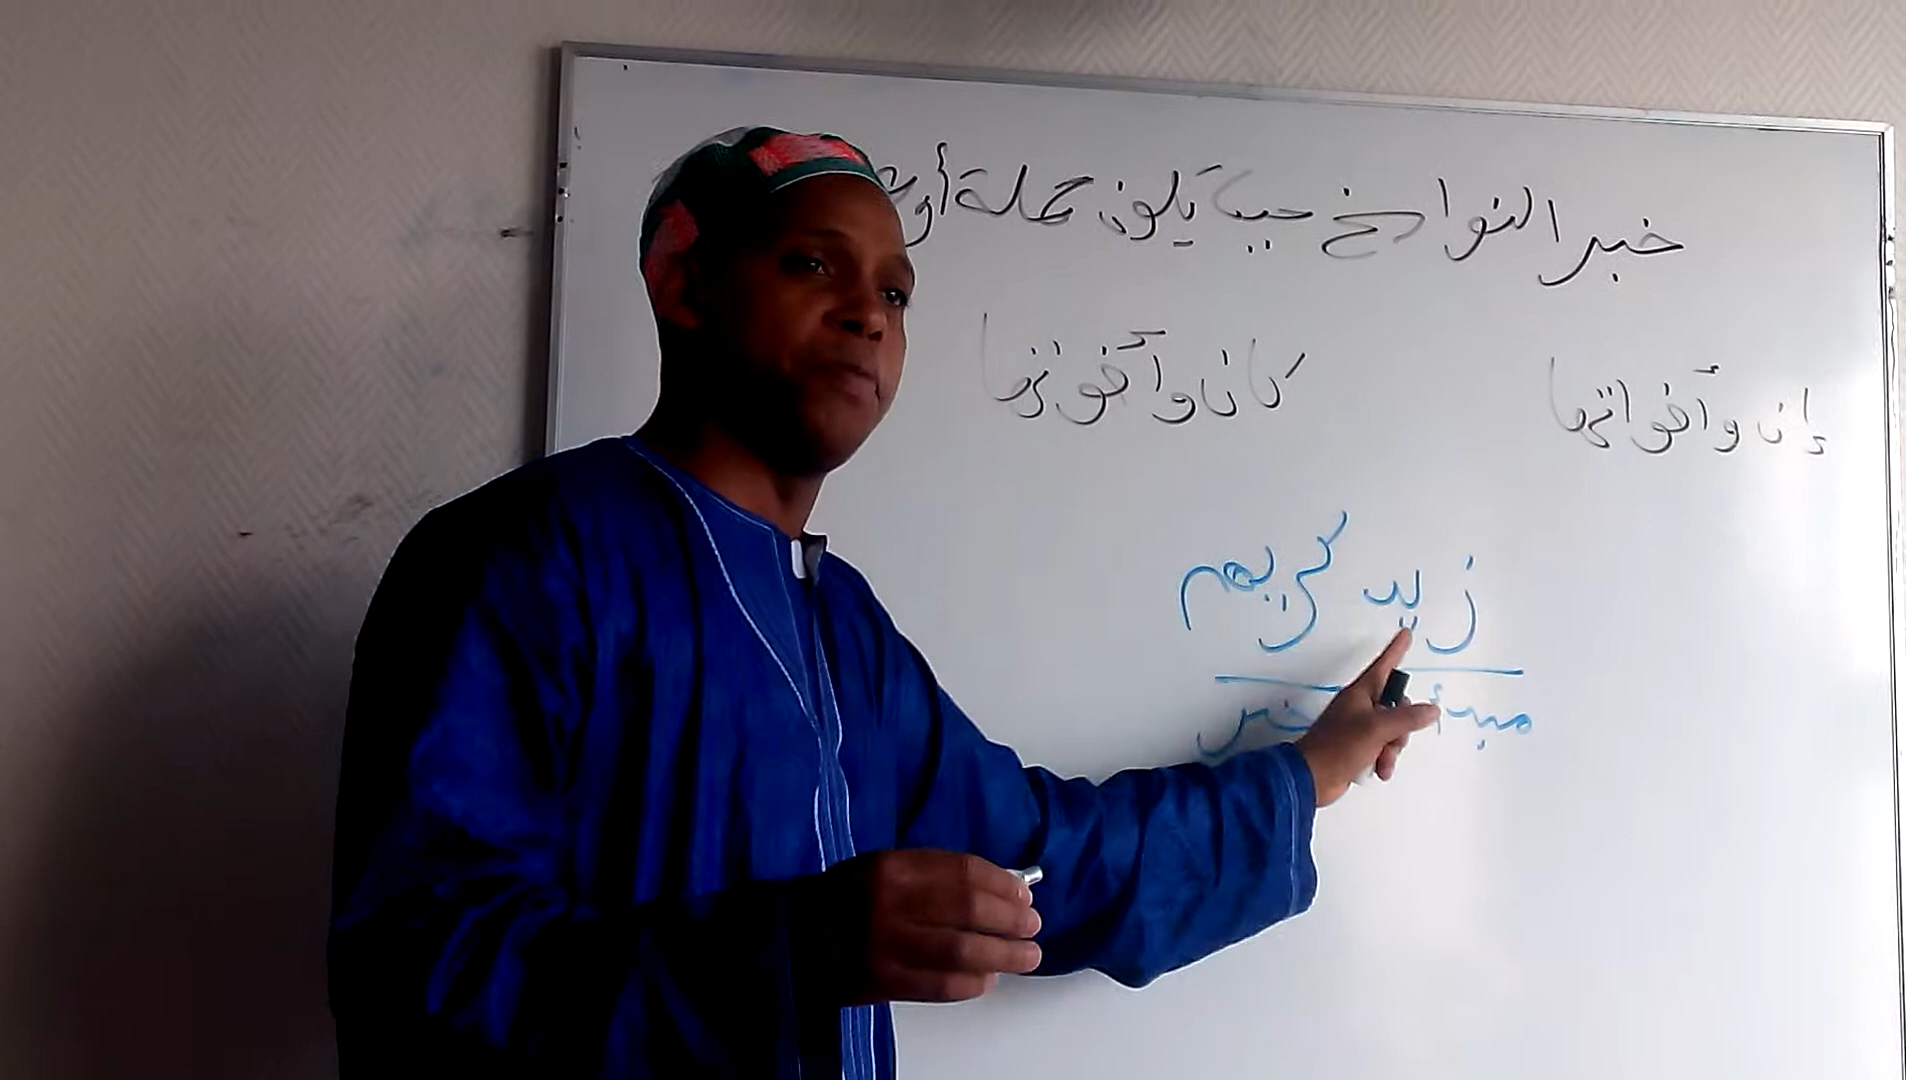 خبر النواسخ حيث يكون جملة أو
إن وأخواتها
كان وأخواتها
زيد كريم
مبتدأ خبر